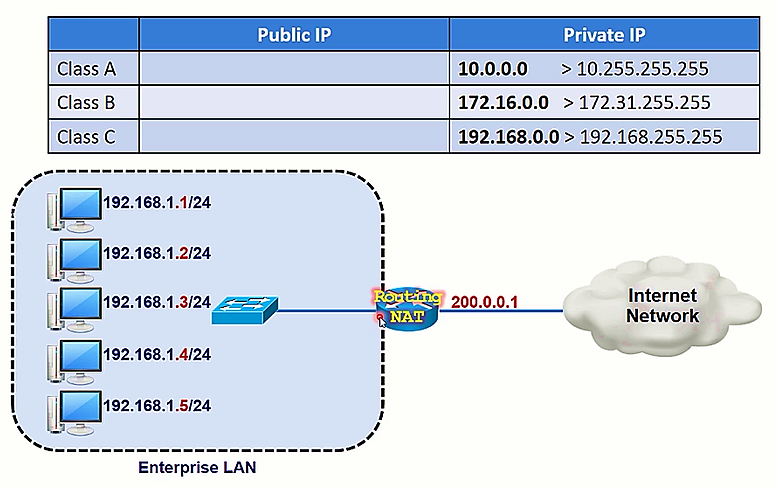 Public IP Private IP
Class A 10.0.0.0 > 10.255.255.255
Class B 172.16.0.0 > 172.31.255.255
Class C 192.168.0.0 > 192.168.255.255
192.168.1.1/24
192.168.1.2/24
192.168.1.3/24
192.168.1.4/24
192.168.1.5/24
Routing
NAT
200.0.0.1
Internet
Network
Enterprise LAN